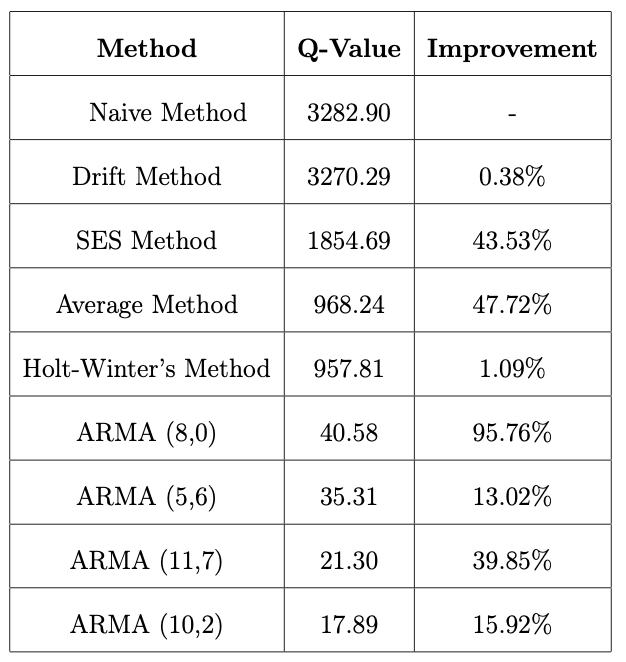 Method Q-Value Improvement
Naive Method 3282.90 -
Drift Method 3270.29 0.38%
SES Method 1854.69 43.53%
Average Method 968.24 47.72%
Holt-Winter's Method 957.81 1.09%
ARMA (8,0) 40.58 95.76%
ARMA (5,6) 35.31 13.02%
ARMA (11,7) 21.30 39.85%
ARMA (10,2) 17.89 15.92%